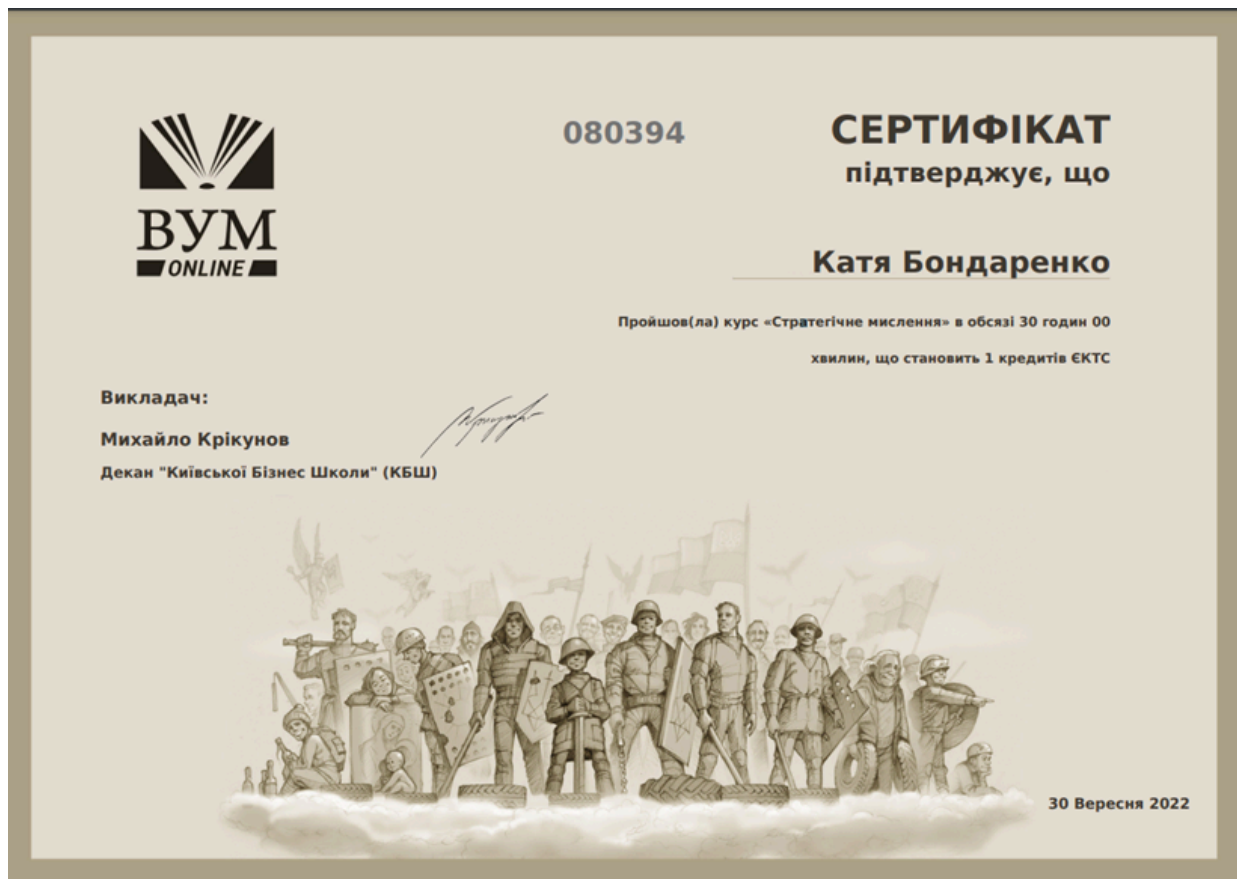 ВУМ
ONLINE
080394
СЕРТИФІКАТ
підтверджує, що
Катя Бондаренко
Пройшов(ла) курс «Стратегічне мислення» в обсязі 30 годин 00
хвилин, що становить 1 кредитів ЄКТС
Викладач:
Михайло Крікунов
Декан "Київської Бізнес Школи" (КБШ)
30 Вересня 2022